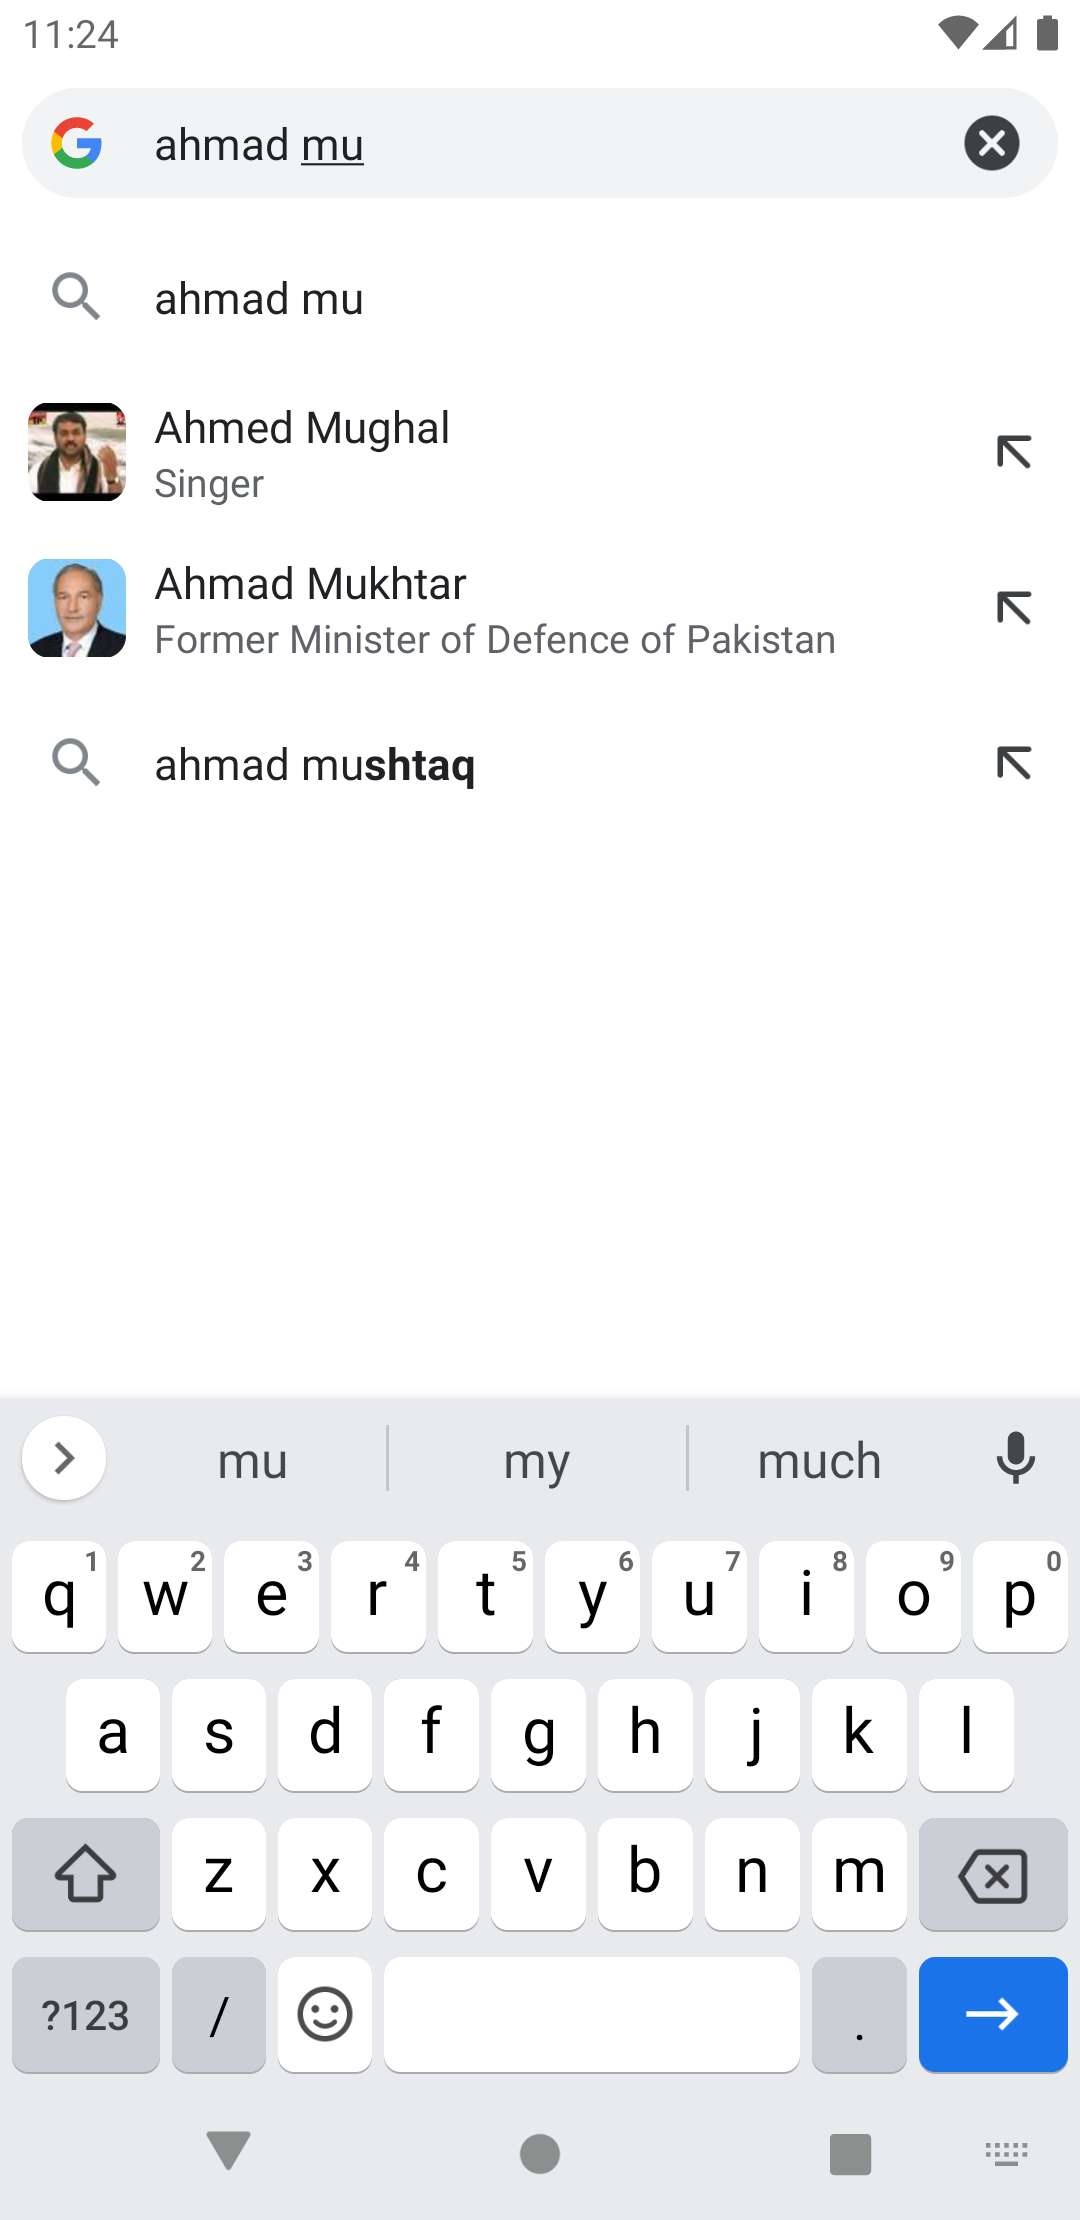 11:24
ahmad mu
ahmad mu
Ahmed Mughal
Singer
Ahmad Mukhtar
Former Minister of Defence of Pakistan
ahmad mushtaq
mu my much
q 1 w 2 e 3 r 4 t 5 y 6 u 7 i 8 o 9 p 0
a s d f g h j k l
z x c v b n m
?123 / .